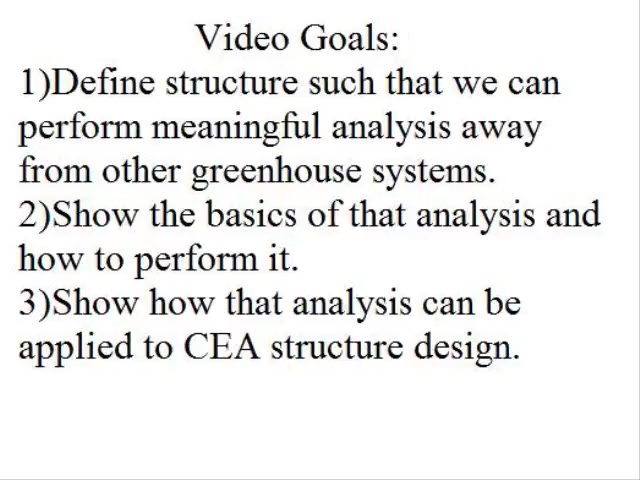 Video Goals:
1)Define structure such that we can
perform meaningful analysis away
from other greenhouse systems.
2)Show the basics of that analysis and
how to perform it.
3)Show how that analysis can be
applied to CEA structure design.